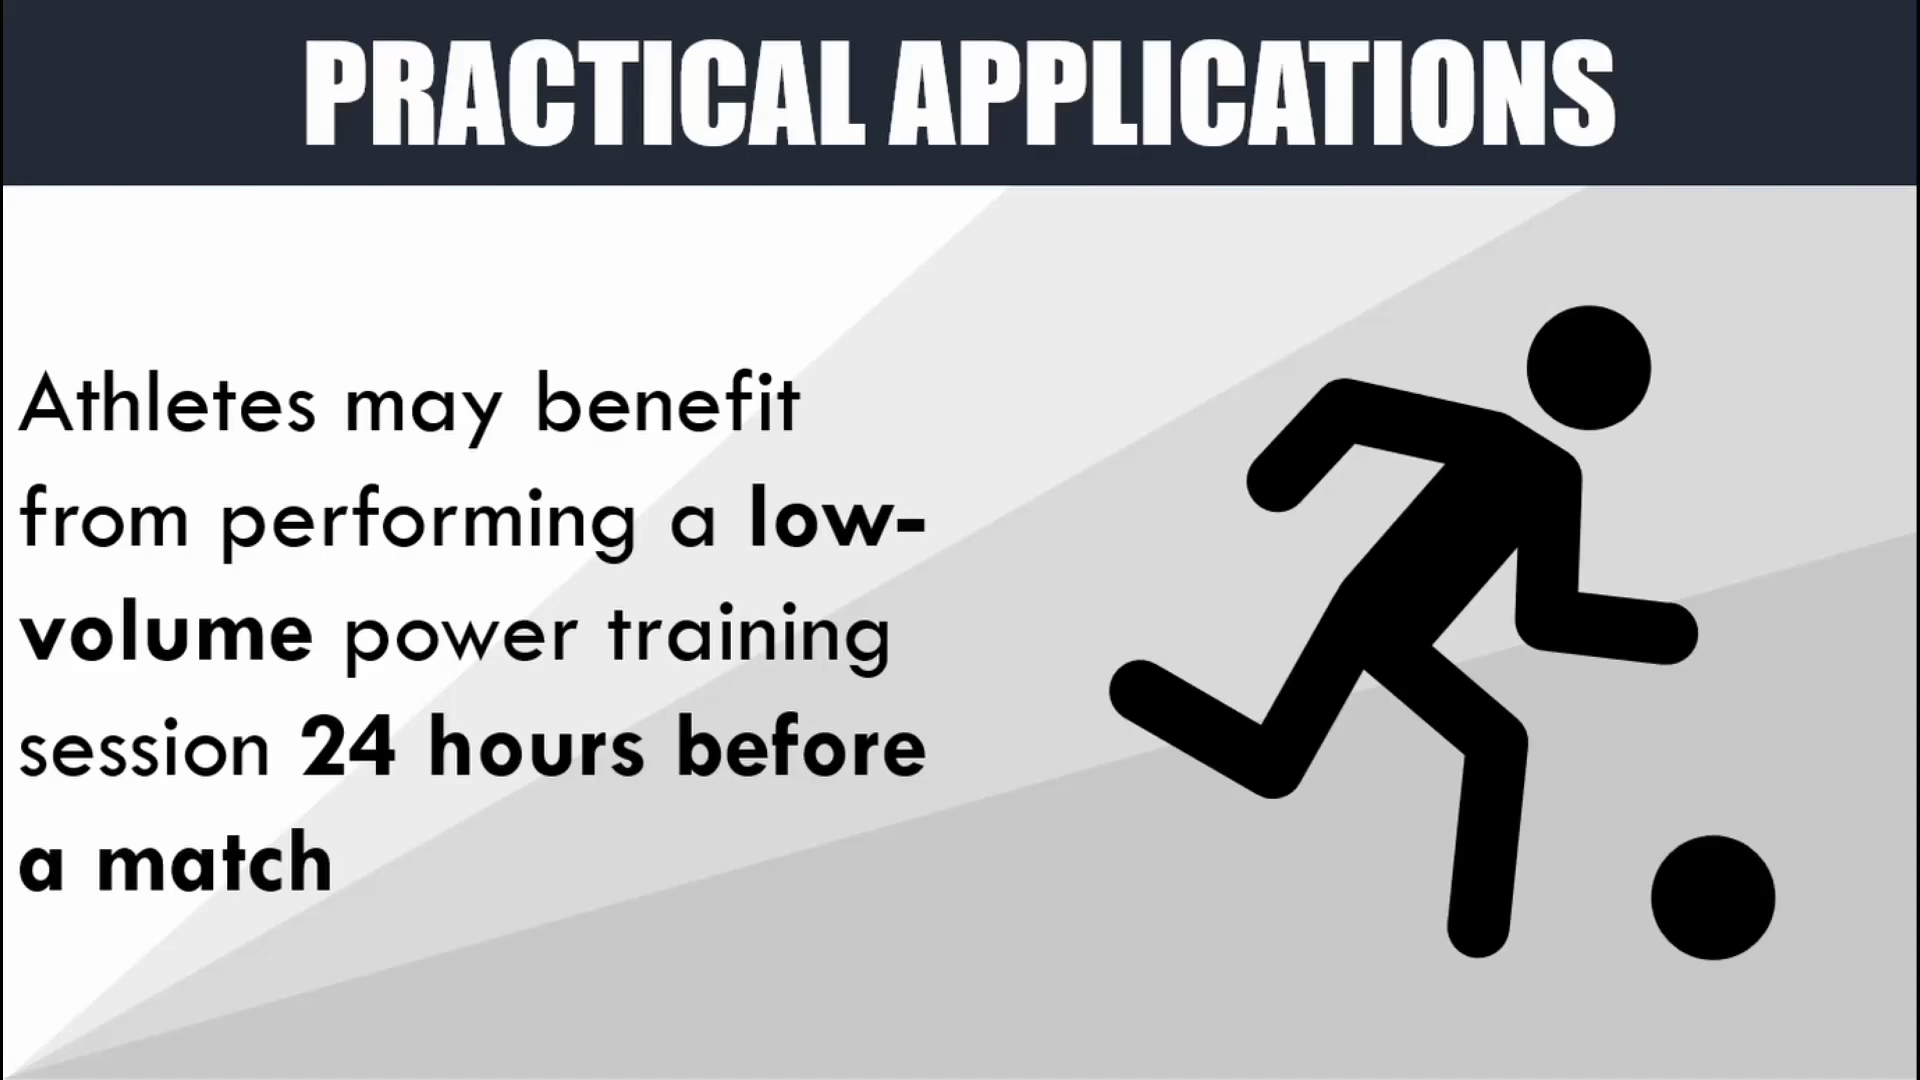 PRACTICAL APPLICATIONS
Athletes may benefit
from performing a low-
volume power training
session 24 hours before
a match